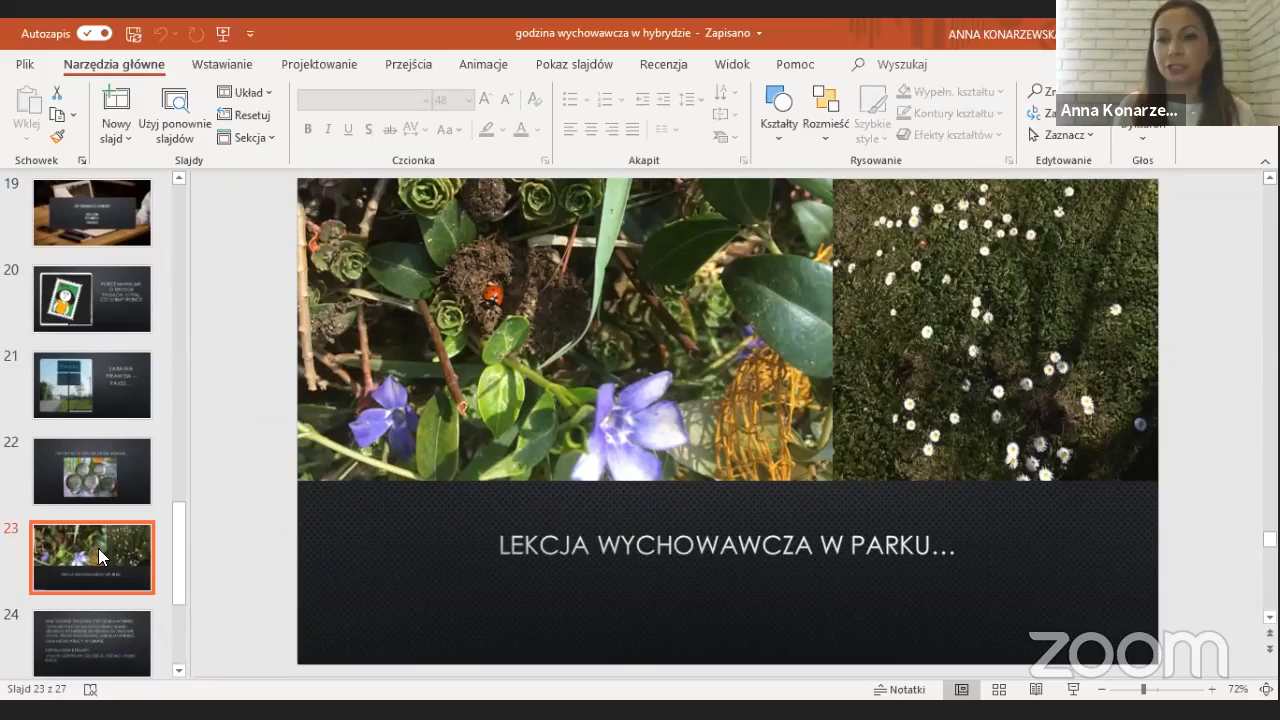 Autozapis
godzina wychowawcza w hybrydzie - Zapisano
ANNA KONARZEWSKA
Plik Narzędzia główne Wstawianie Projektowanie Przejścia Animacje Pokaz slajdów Recenzja Widok Pomoc Wyszukaj
Anna Konarze...
Wklej
Nowy slajd
Użyj ponownie slajdów
Układ
Resetuj
Sekcja
48
Kształty
Rozmieść
Szybkie style
Wypełn. kształtu
Kontury kształtu
Efekty kształtów
Zaznacz
Schowek Slajdy Czcionka Akapit Rysowanie Edytowanie Głos
19
20
21
22
23
24
LEKCJA WYCHOWAWCZA W PARKU...
zoom
Slajd 23 z 27
Notatki
72%